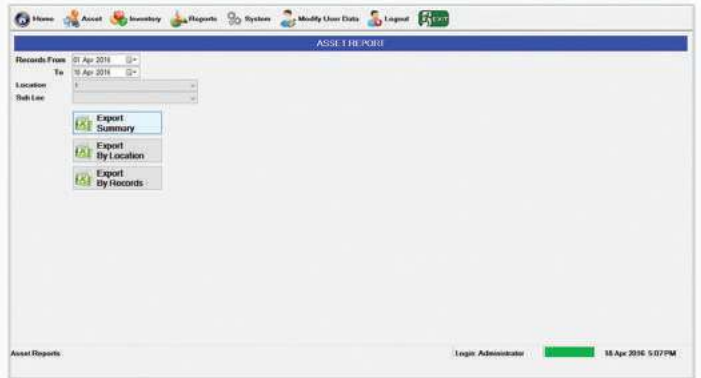 Home Asset Inventory Reports System Modify User Data Logout EXIT
ASSET REPORT
Records From 01 Apr 2016
To 18 Apr 2016
Location
Sub Loc
Export
Summary
Export
By Location
Export
By Records
Asset Reports Login: Administrator 18 Apr 2016 5:07 PM